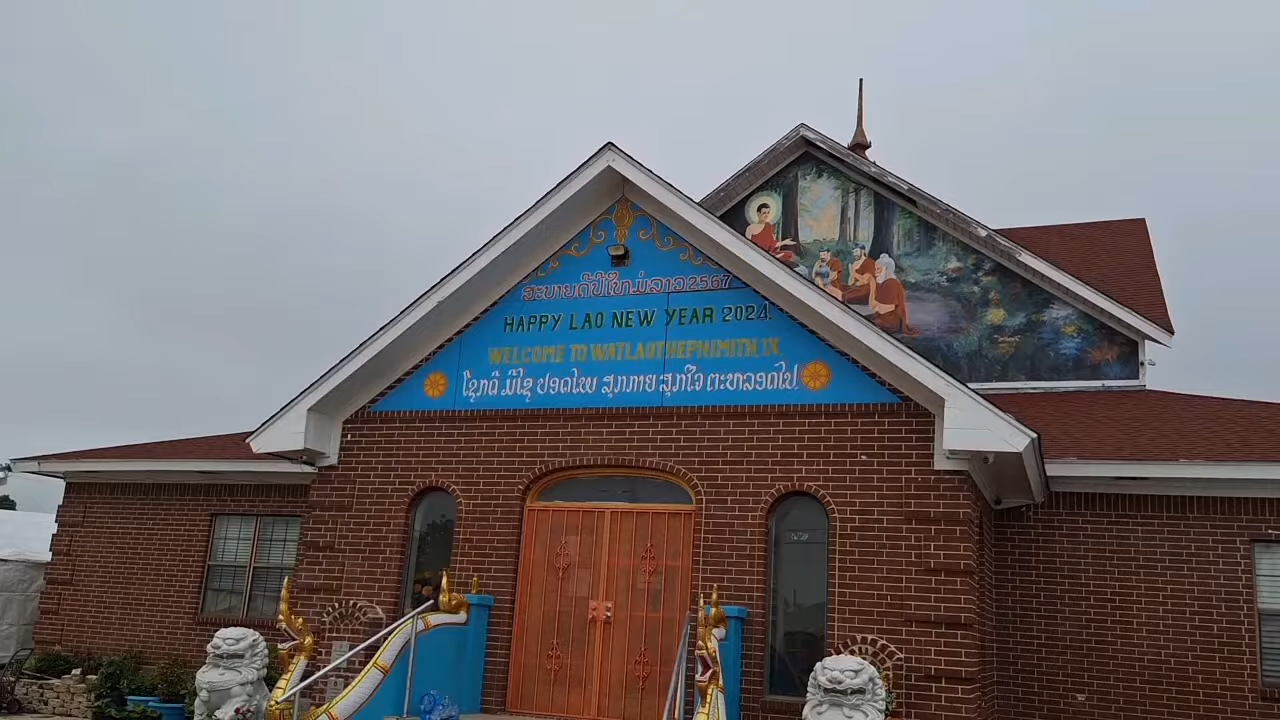 ສະບາຍດີປີໃຫມ່ລາວ2567
HAPPY LAO NEW YEAR 2024.
WELCOME TO WATLAOTHEPNIMITH, TX.
ໂຊກດີ ມີໄຊ ປອດໄພ ສຸກກາຍ ສຸກໃຈ ຕະຫລອດໄປ.